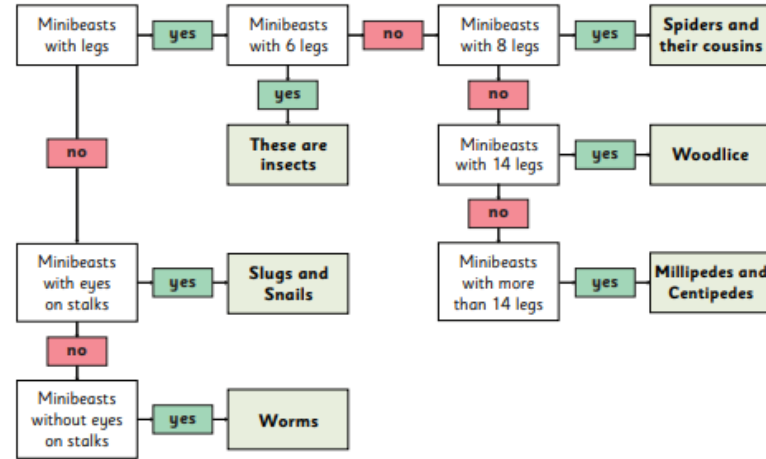 Minibeasts
with legs
yes
Minibeasts
with 6 legs
no
Minibeasts
with 8 legs
yes
Spiders and
their cousins
yes
no
These are
insects
Minibeasts
with 14 legs
yes
Woodlice
no
no
Minibeasts
with eyes
on stalks
yes
Slugs and
Snails
Minibeasts
with more
than 14 legs
yes
Millipedes and
Centipedes
no
Minibeasts
without eyes
on stalks
yes
Worms